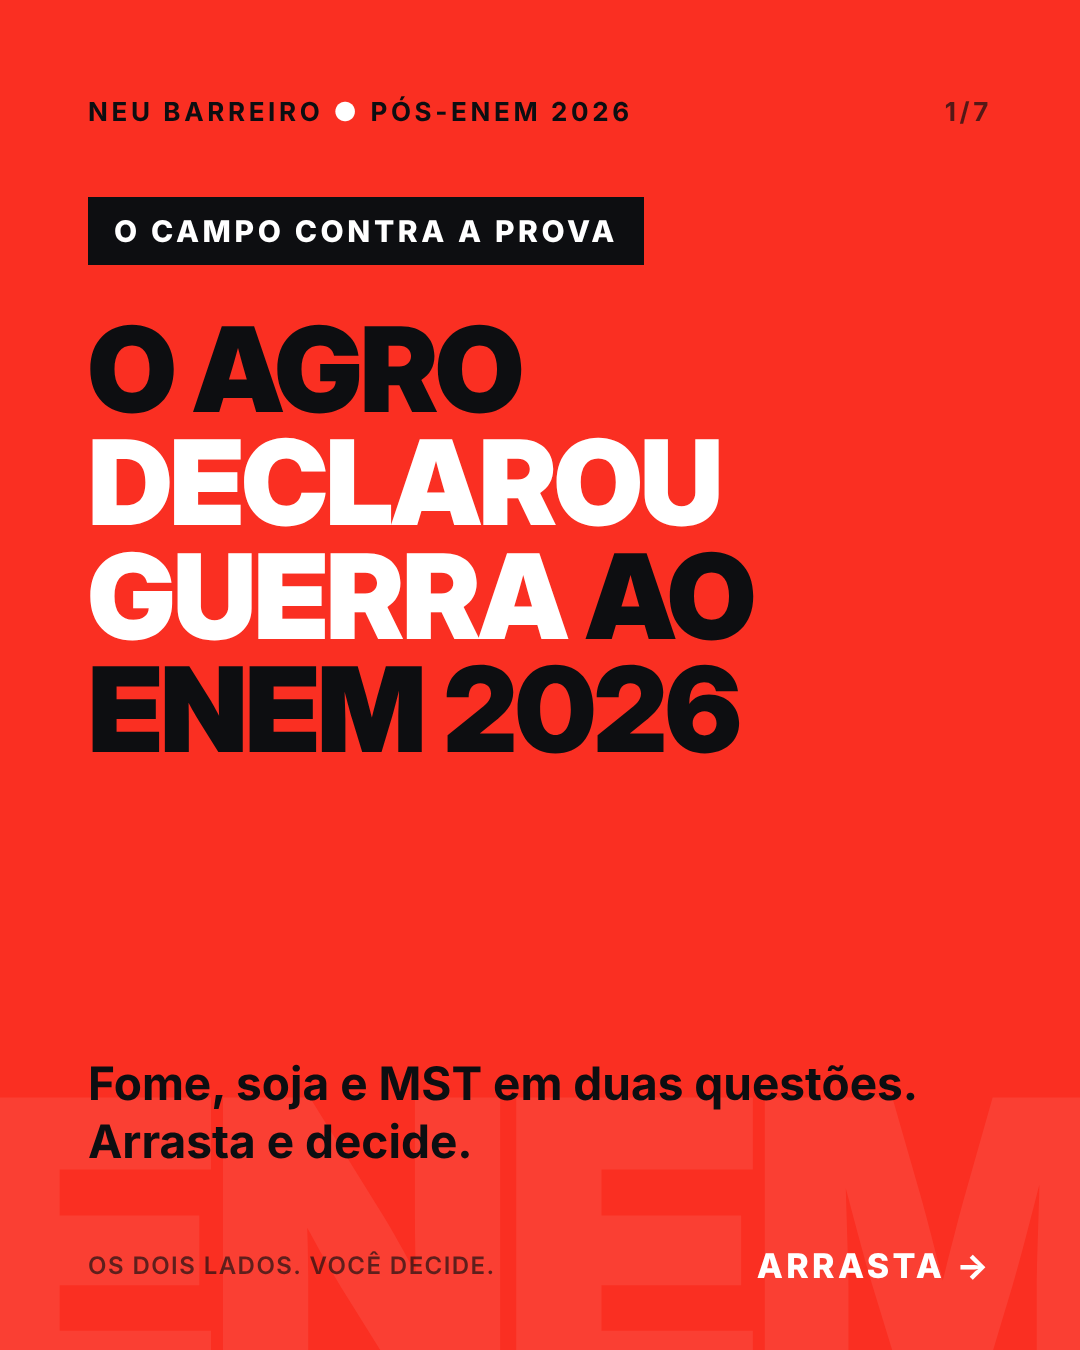 NEU BARREIRO ● PÓS-ENEM 2026
1/7
O CAMPO CONTRA A PROVA
O AGRO
DECLAROU
GUERRA AO
ENEM 2026
Fome, soja e MST em duas questões.
Arrasta e decide.
OS DOIS LADOS. VOCÊ DECIDE.
ARRASTA →
ENEM